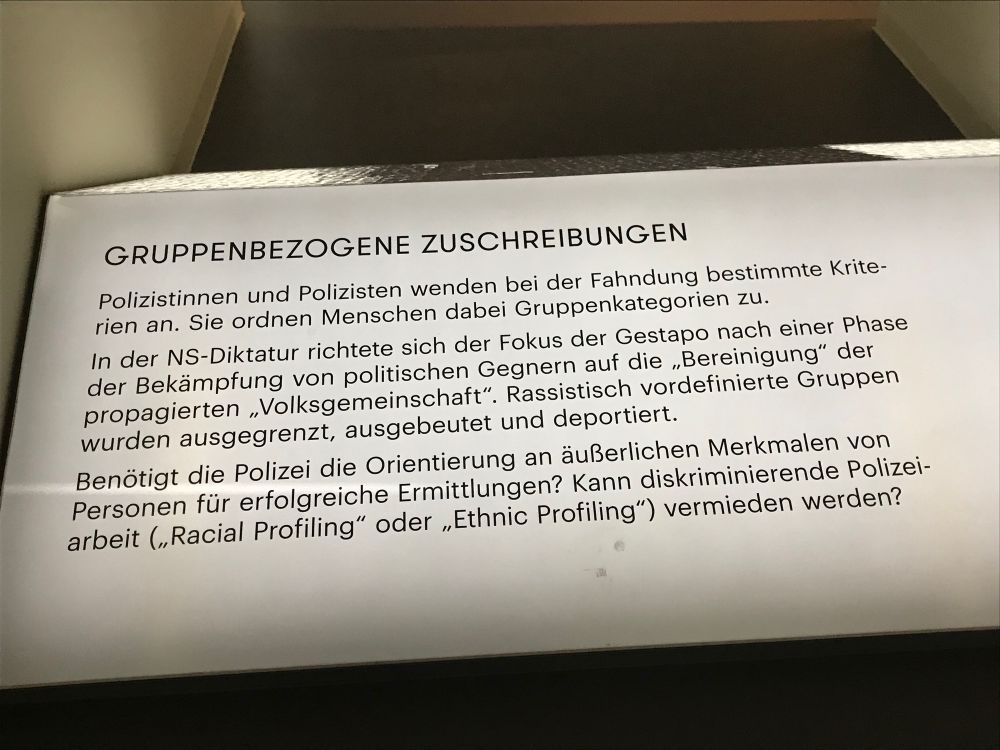 GRUPPENBEZOGENE ZUSCHREIBUNGEN
Polizistinnen und Polizisten wenden bei der Fahndung bestimmte Krite-
rien an. Sie ordnen Menschen dabei Gruppenkategorien zu.
In der NS-Diktatur richtete sich der Fokus der Gestapo nach einer Phase
der Bekämpfung von politischen Gegnern auf die „Bereinigung“ der
propagierten „Volksgemeinschaft“. Rassistisch vordefinierte Gruppen
wurden ausgegrenzt, ausgebeutet und deportiert.
Benötigt die Polizei die Orientierung an äußerlichen Merkmalen von
Personen für erfolgreiche Ermittlungen? Kann diskriminierende Polizei-
arbeit („Racial Profiling“ oder „Ethnic Profiling“) vermieden werden?